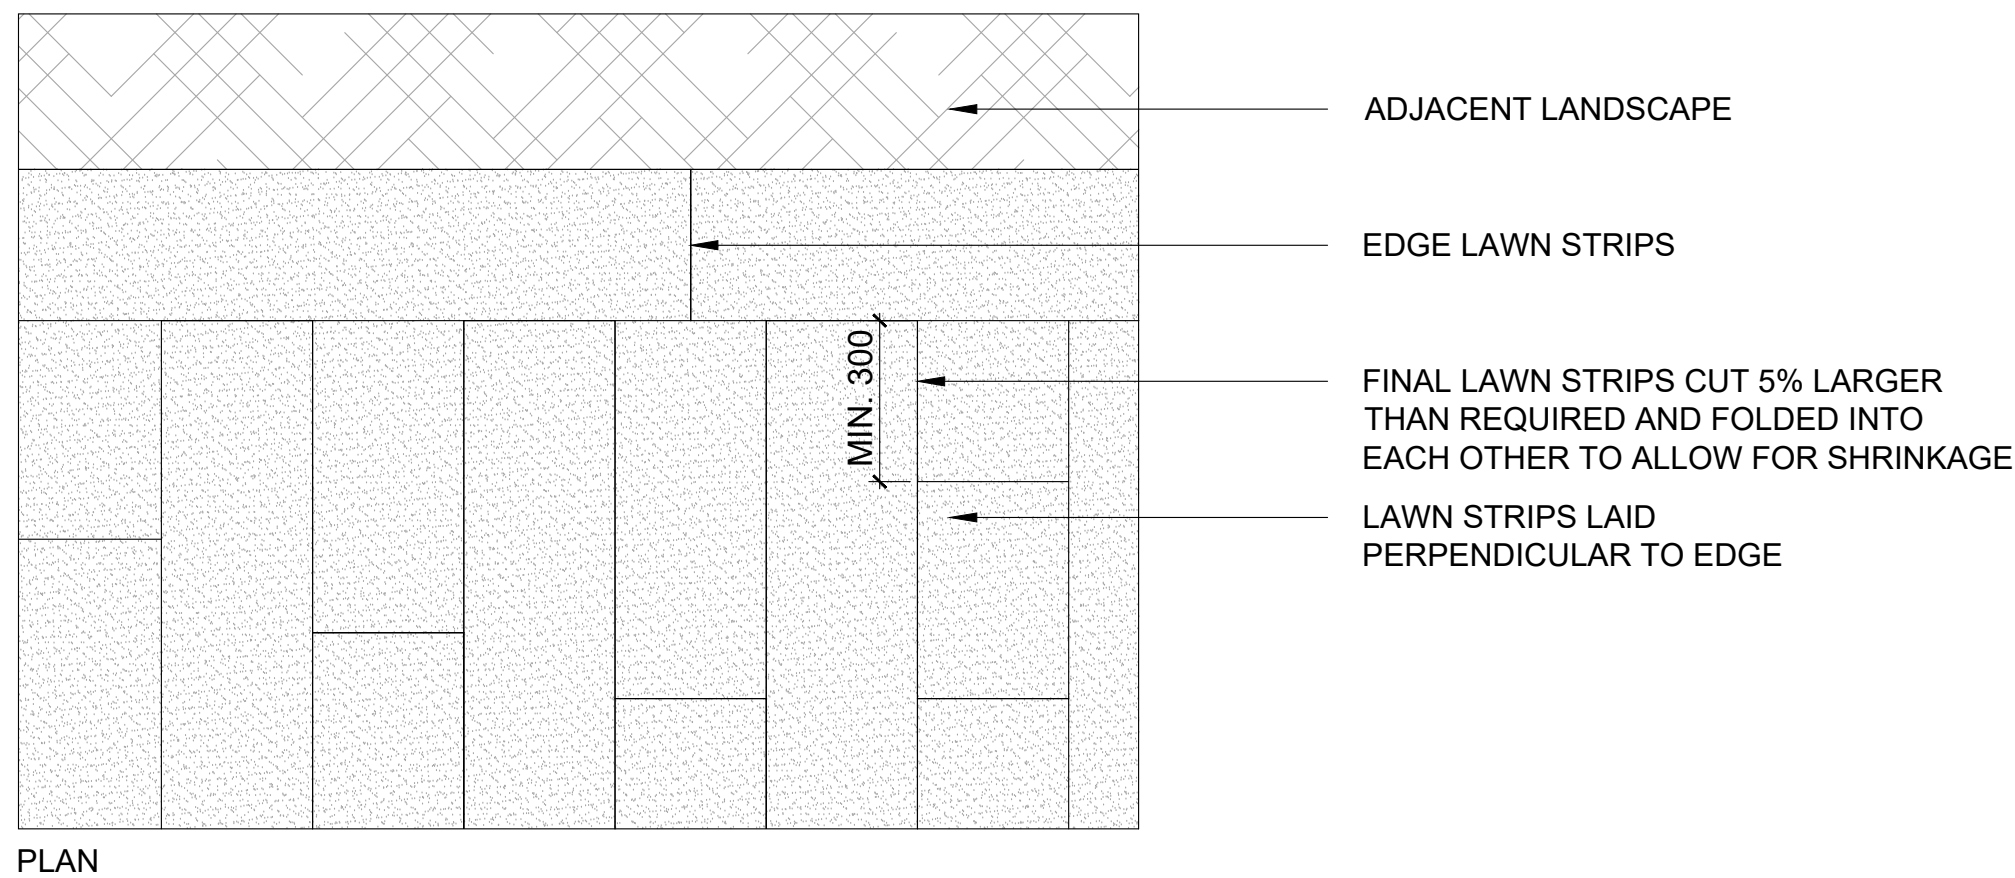 ADJACENT LANDSCAPE
EDGE LAWN STRIPS
MIN. 300
FINAL LAWN STRIPS CUT 5% LARGER
THAN REQUIRED AND FOLDED INTO
EACH OTHER TO ALLOW FOR SHRINKAGE
LAWN STRIPS LAID
PERPENDICULAR TO EDGE
PLAN